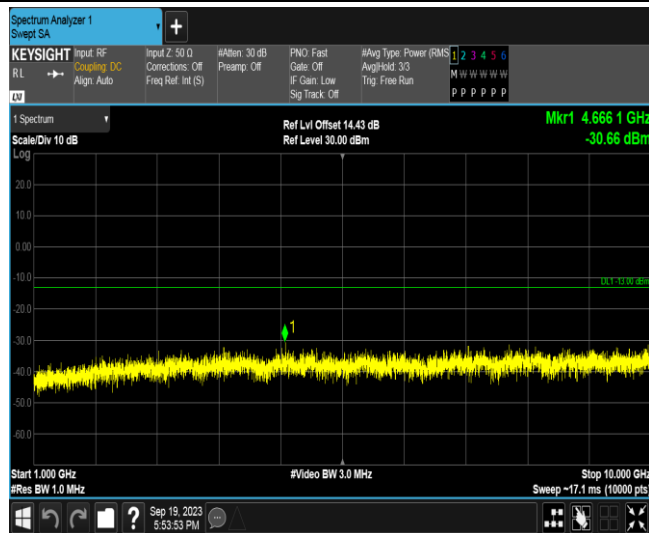 Spectrum Analyzer 1
Swept SA
+
KEYSIGHT
RL
LXI
Input: RF
Coupling: DC
Align: Auto
Input Z: 50 Ω
Corrections: Off
Freq Ref: Int (S)
#Atten: 30 dB
Preamp: Off
PNO: Fast
Gate: Off
IF Gain: Low
Sig Track: Off
#Avg Type: Power (RMS
Avg|Hold: 3/3
Trig: Free Run
1 2 3 4 5 6
M W W W W W
P P P P P P
1 Spectrum
Scale/Div 10 dB
Log
Ref Lvl Offset 14.43 dB
Ref Level 30.00 dBm
Mkr1 4.666 1 GHz
-30.66 dBm
20.0
10.0
0.00
-10.0
DL1 -13.00 dBm
-20.0
1
-30.0
-40.0
-50.0
-60.0
Start 1.000 GHz
#Res BW 1.0 MHz
#Video BW 3.0 MHz
Stop 10.000 GHz
Sweep ~17.1 ms (10000 pts)
?
Sep 19, 2023
5:53:53 PM